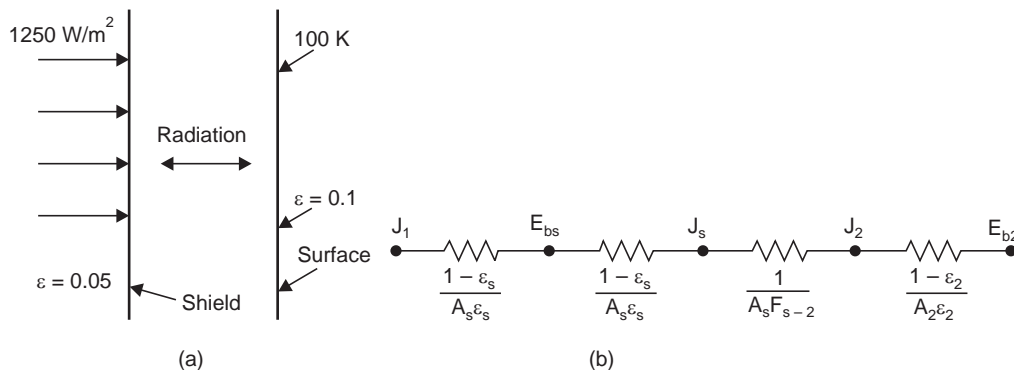 1250 W/m²
100 K
Radiation
ε = 0.1
Surface
ε = 0.05
Shield
(a)
J₁
E_bs
J_s
J₂
E_b2
1 – ε_s
A_sε_s
1 – ε_s
A_sε_s
1
A_sF_s – 2
1 – ε₂
A₂ε₂
(b)